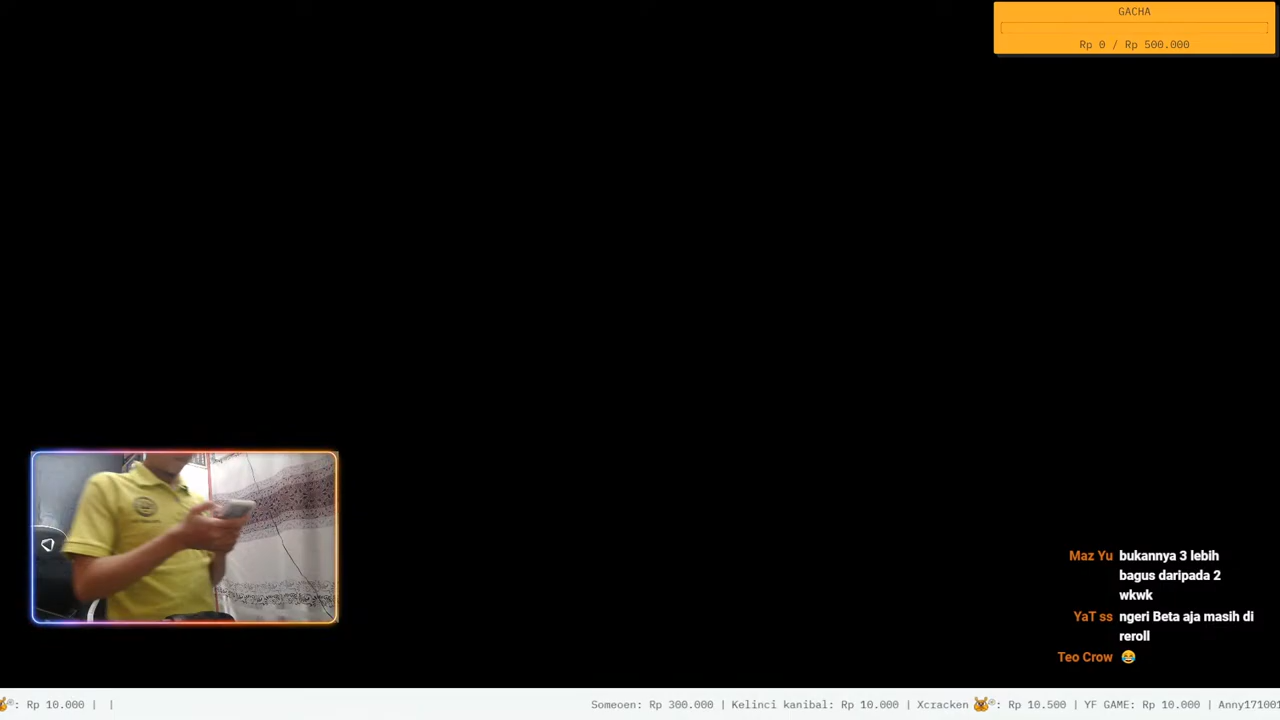 GACHA
Rp 0 / Rp 500.000
Maz Yu bukannya 3 lebih
bagus daripada 2
wkwk
YaT ss ngeri Beta aja masih di
reroll
Teo Crow 😂
: Rp 10.000 | |
Someoen: Rp 300.000 | Kelinci kanibal: Rp 10.000 | Xcracken 🐯®: Rp 10.500 | YF GAME: Rp 10.000 | Anny171001